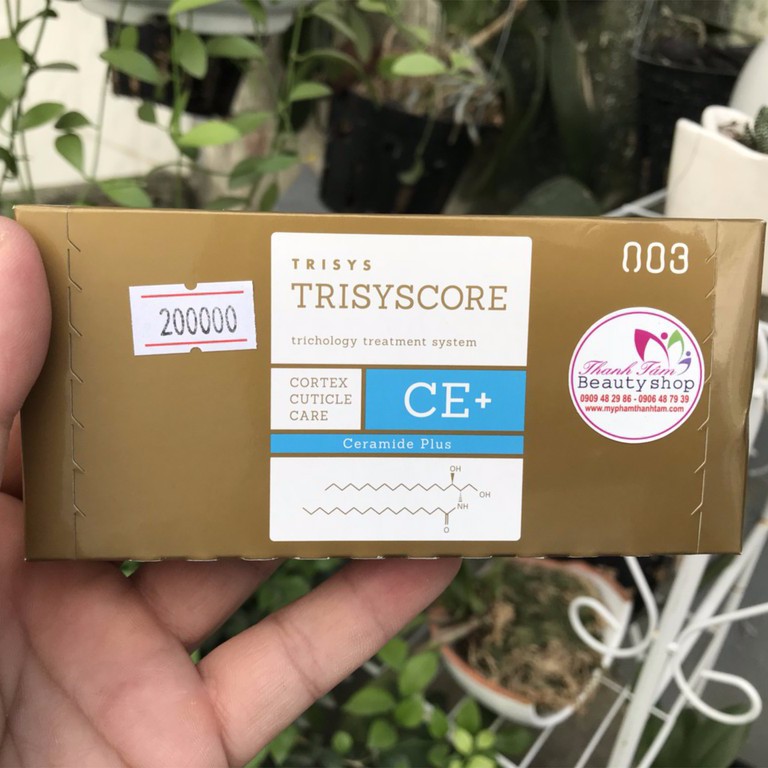 003
TRISYS
TRISYSCORE
trichology treatment system
200000
CORTEX
CUTICLE
CARE
CE+
Ceramide Plus
OH
OH
NH
O
Thanh Tâm
Beautyshop
0909 48 29 86 - 0906 48 79 39
www.myphamthanhtam.com